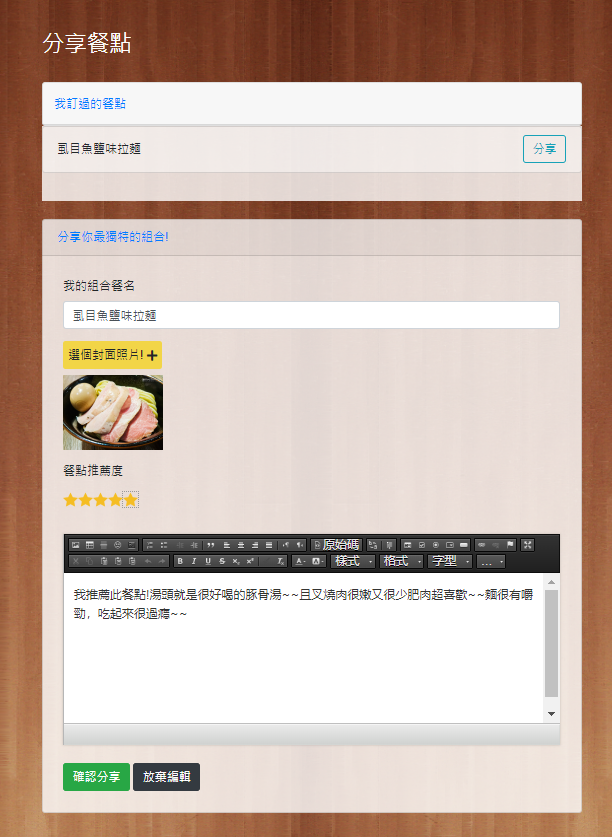 分享餐點
我訂過的餐點
虱目魚鹽味拉麵
分享
分享你最獨特的組合!
我的組合餐名
虱目魚鹽味拉麵
選個封面照片!
餐點推薦度
原始碼
B I U S x₂ x² Tx
樣式 格式 字型 ...
我推薦此餐點!湯頭就是很好喝的豚骨湯~~且叉燒肉很嫩又很少肥肉超喜歡~~麵很有嚼
勁，吃起來很過癮~~
確認分享 放棄編輯